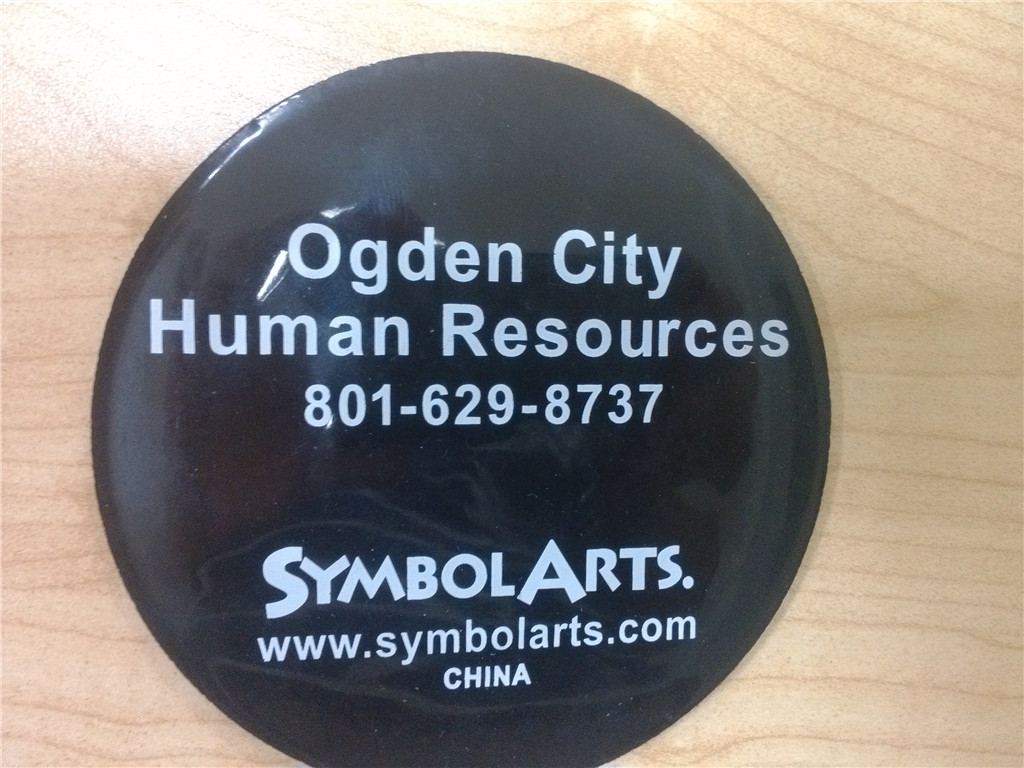 Ogden City
Human Resources
801-629-8737
SYMBOLARTS.
www.symbolarts.com
CHINA